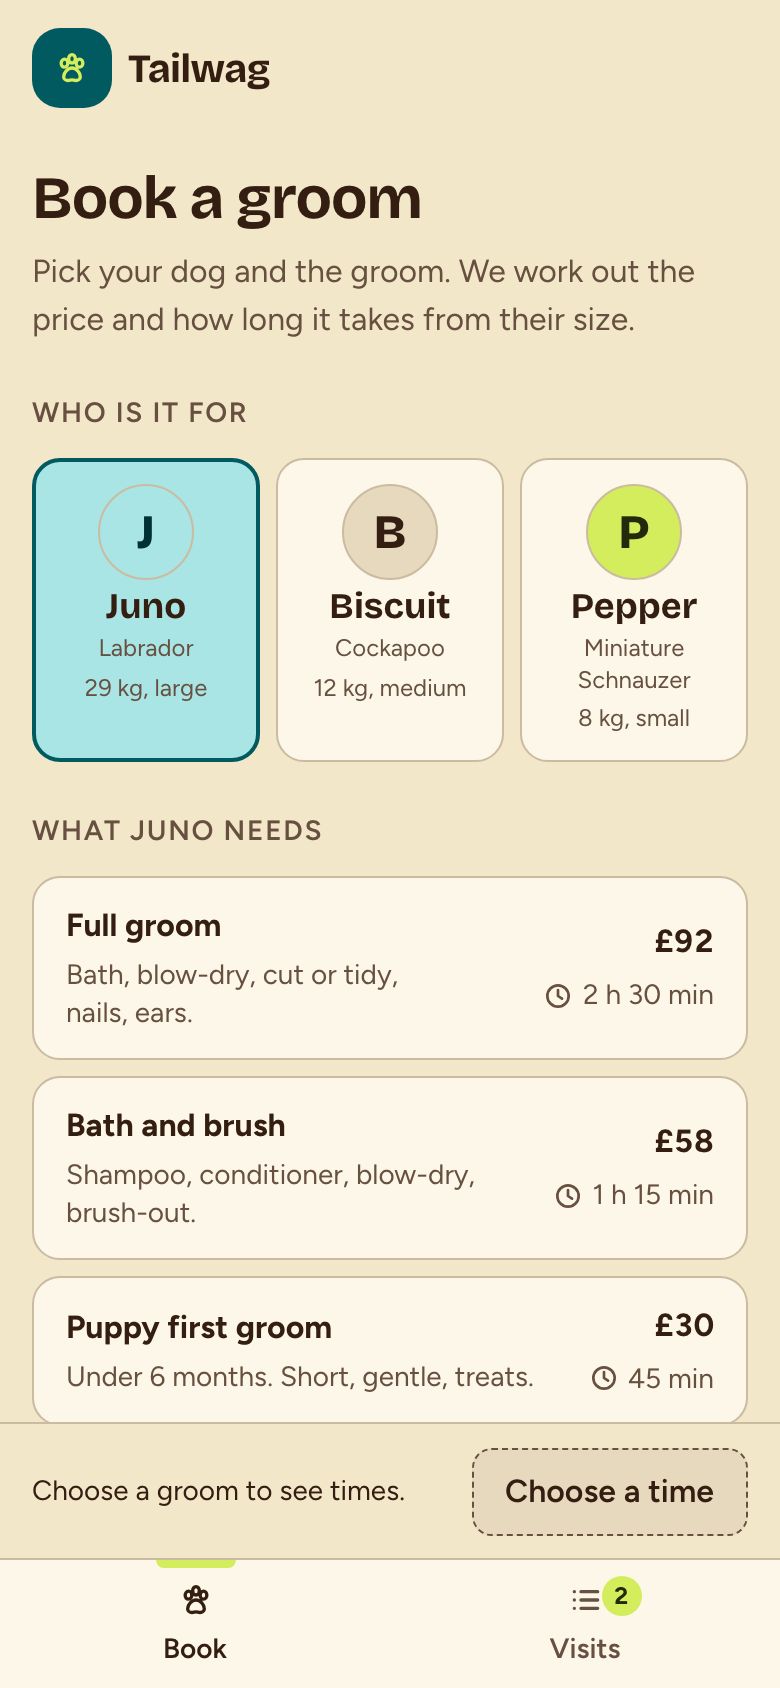 Tailwag
Book a groom
Pick your dog and the groom. We work out the
price and how long it takes from their size.
WHO IS IT FOR
J
Juno
Labrador
29 kg, large
B
Biscuit
Cockapoo
12 kg, medium
P
Pepper
Miniature
Schnauzer
8 kg, small
WHAT JUNO NEEDS
Full groom
Bath, blow-dry, cut or tidy,
nails, ears.
£92
2 h 30 min
Bath and brush
Shampoo, conditioner, blow-dry,
brush-out.
£58
1 h 15 min
Puppy first groom
Under 6 months. Short, gentle, treats.
£30
45 min
Choose a groom to see times.
Choose a time
Book
2
Visits